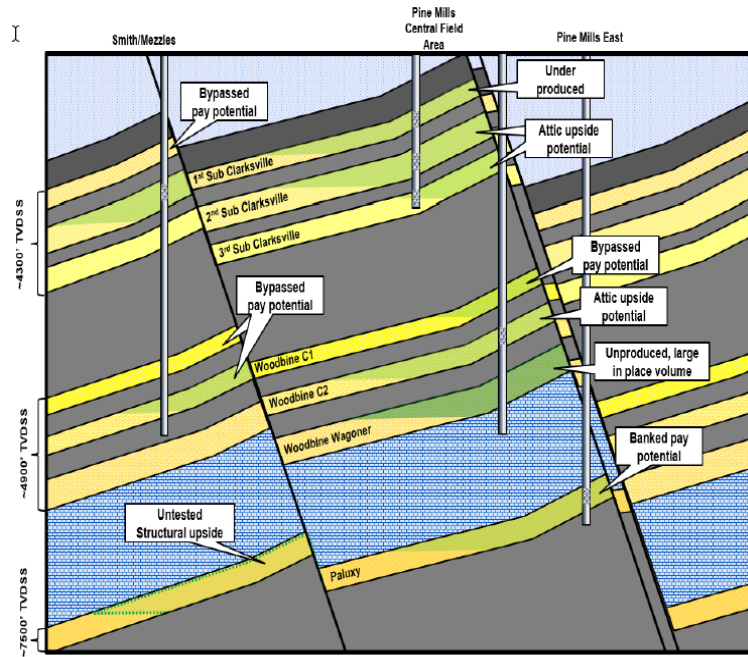 Smith/Mezzles
Pine Mills
Central Field
Area
Pine Mills East
Bypassed
pay potential
Under
produced
Attic upside
potential
1st Sub Clarksville
2nd Sub Clarksville
3rd Sub Clarksville
~4300' TVDSS
Bypassed
pay potential
Bypassed
pay potential
Attic upside
potential
Unproduced, large
in place volume
Woodbine C1
Woodbine C2
Woodbine Wagoner
~4900' TVDSS
Banked pay
potential
Untested
Structural upside
Paluxy
~7500' TVDSS